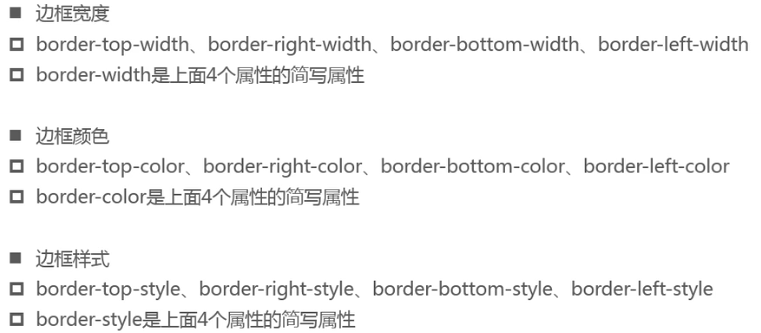 ■ 边框宽度
□ border-top-width、border-right-width、border-bottom-width、border-left-width
□ border-width是上面4个属性的简写属性
■ 边框颜色
□ border-top-color、border-right-color、border-bottom-color、border-left-color
□ border-color是上面4个属性的简写属性
■ 边框样式
□ border-top-style、border-right-style、border-bottom-style、border-left-style
□ border-style是上面4个属性的简写属性